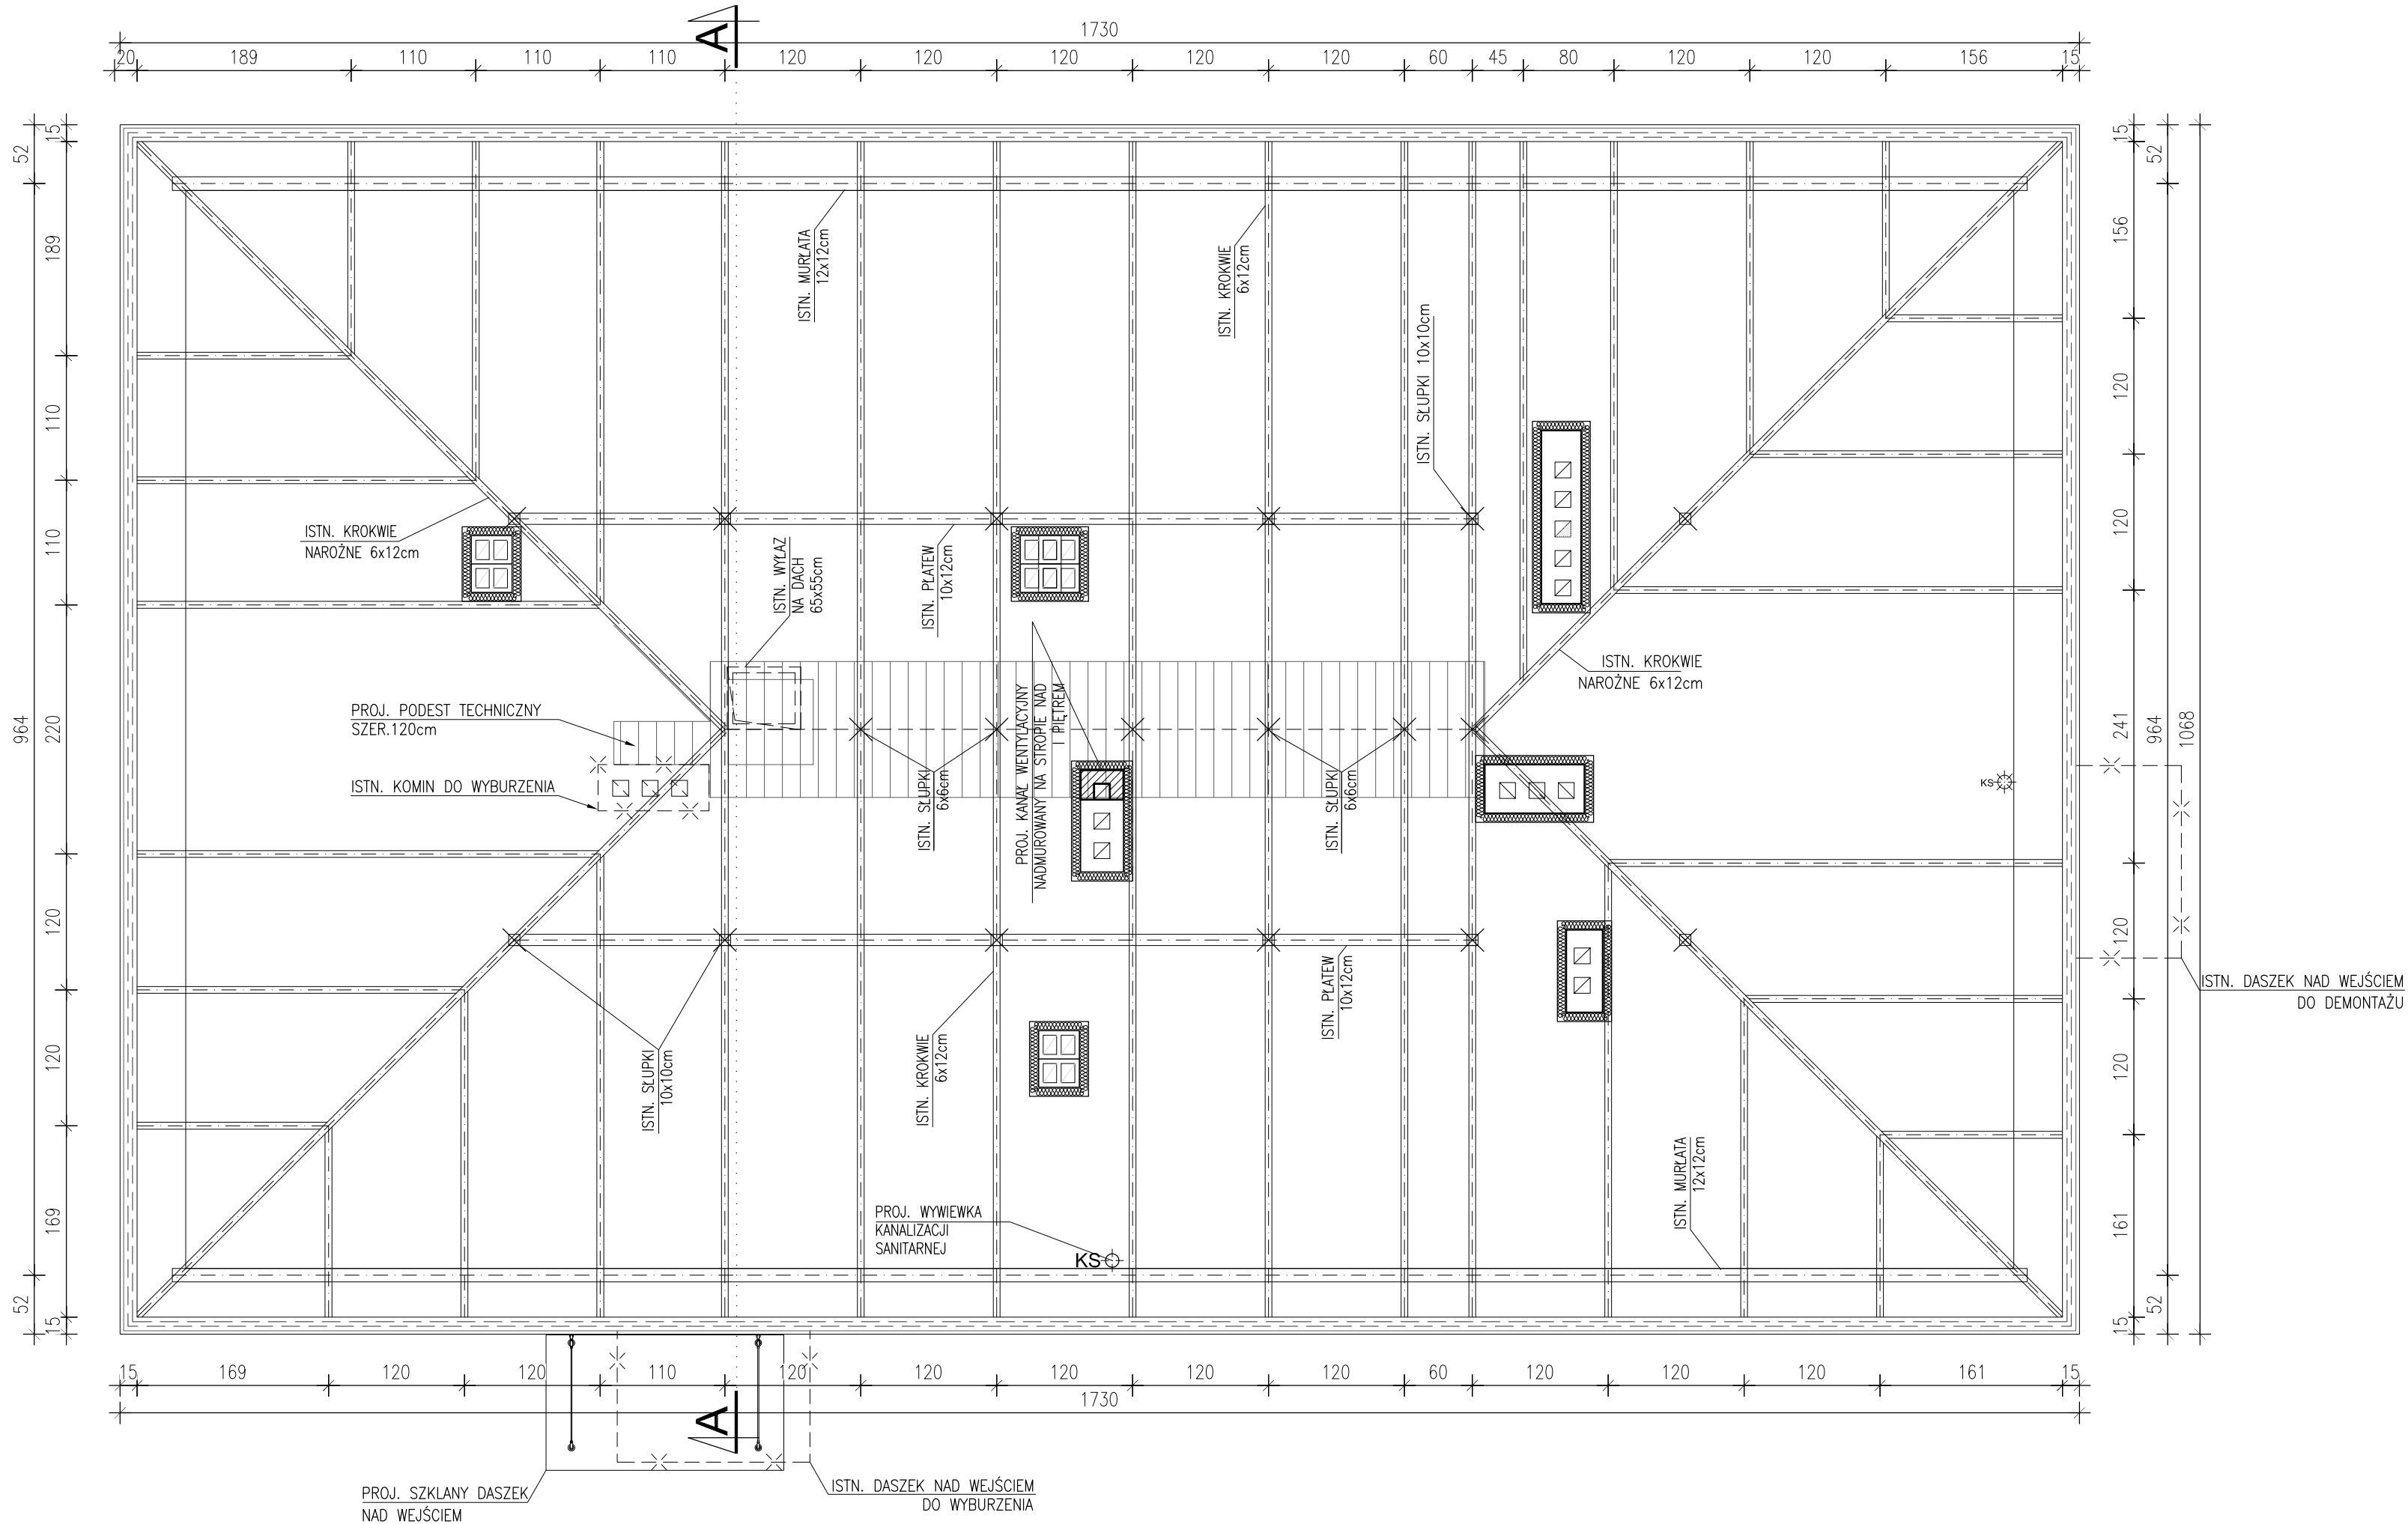 A
1730
20 189 110 110 110 120 120 120 120 120 60 45 80 120 120 156 15
15
52
189
110
110
964
220
120
120
169
52
15
15
52
156
120
120
241
964
1068
120
120
161
52
15
ISTN. MURŁATA
12x12cm
ISTN. KROKWIE
6x12cm
ISTN. SŁUPKI 10x10cm
ISTN. KROKWIE
NAROŻNE 6x12cm
ISTN. WYŁAZ
NA DACH
65x55cm
ISTN. PŁATEW
10x12cm
ISTN. KROKWIE
NAROŻNE 6x12cm
PROJ. PODEST TECHNICZNY
SZER.120cm
ISTN. KOMIN DO WYBURZENIA
ISTN. SŁUPKI
6x6cm
PROJ. KANAŁ WENTYLACYJNY
NADMUROWANY NA STROPIE NAD
I PIĘTREM
ISTN. SŁUPKI
6x6cm
KS
ISTN. DASZEK NAD WEJŚCIEM
DO DEMONTAŻU
ISTN. SŁUPKI
10x10cm
ISTN. KROKWIE
6x12cm
ISTN. PŁATEW
10x12cm
ISTN. MURŁATA
12x12cm
PROJ. WYWIEWKA
KANALIZACJI
SANITARNEJ
KS
15 169 120 120 110 120 120 120 120 120 60 120 120 120 161 15
1730
A
PROJ. SZKLANY DASZEK
NAD WEJŚCIEM
ISTN. DASZEK NAD WEJŚCIEM
DO WYBURZENIA